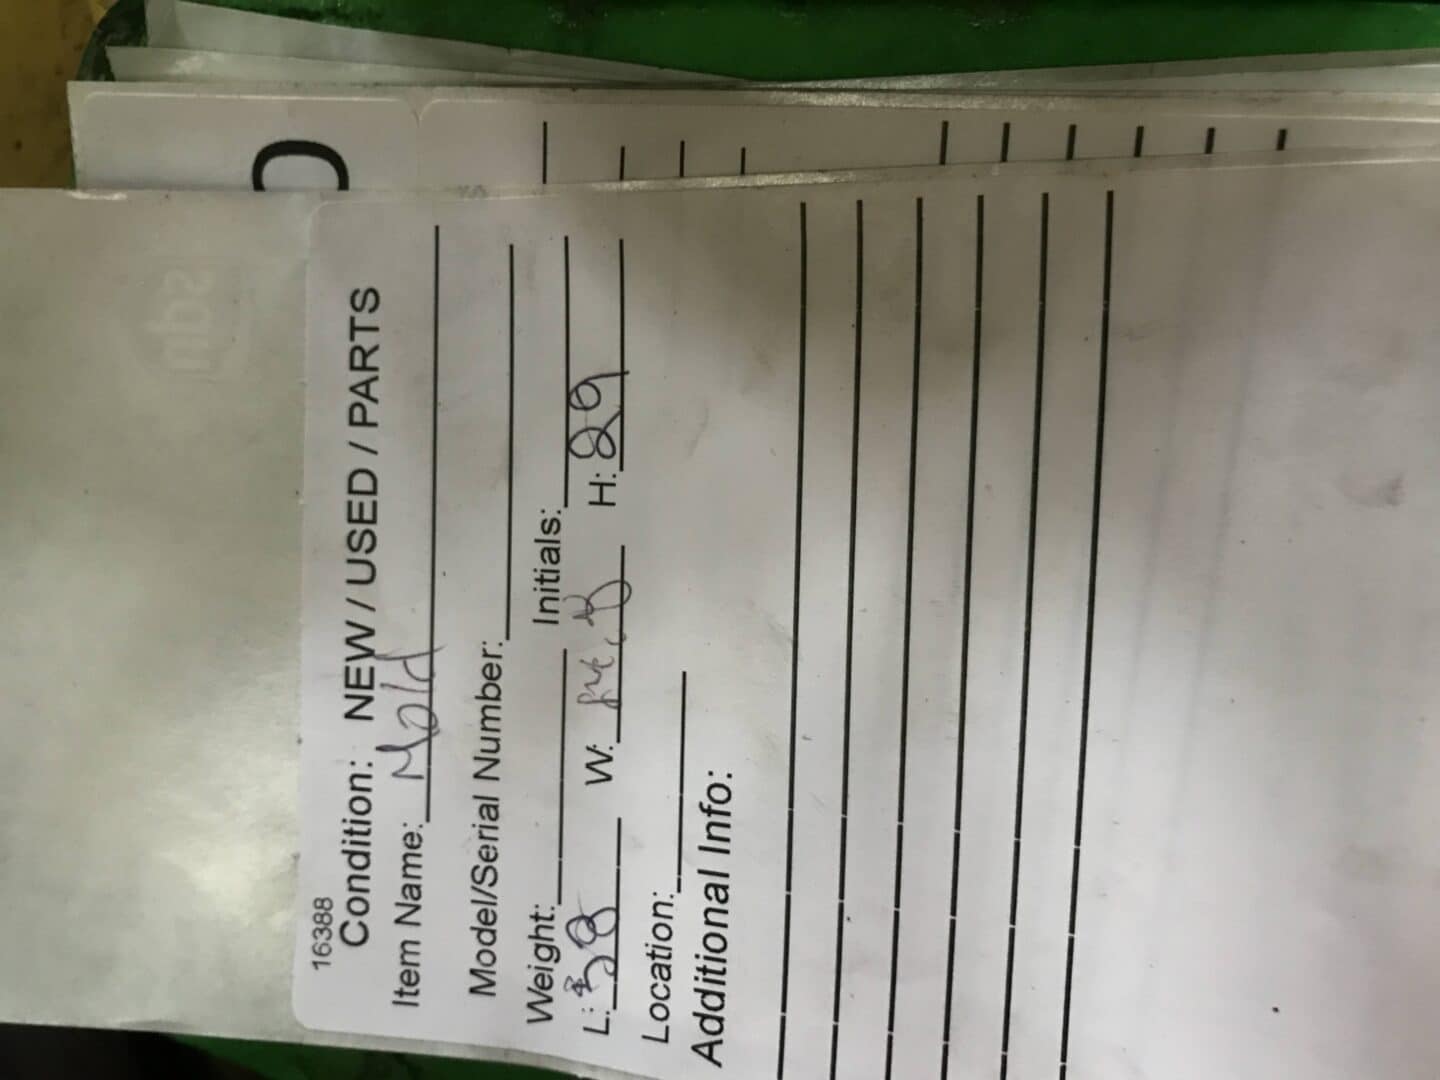 16388
Condition: NEW / USED / PARTS
Item Name: Mold
Model/Serial Number:
Weight: Initials:
L: 38 W: H: 29
Location:
Additional Info: